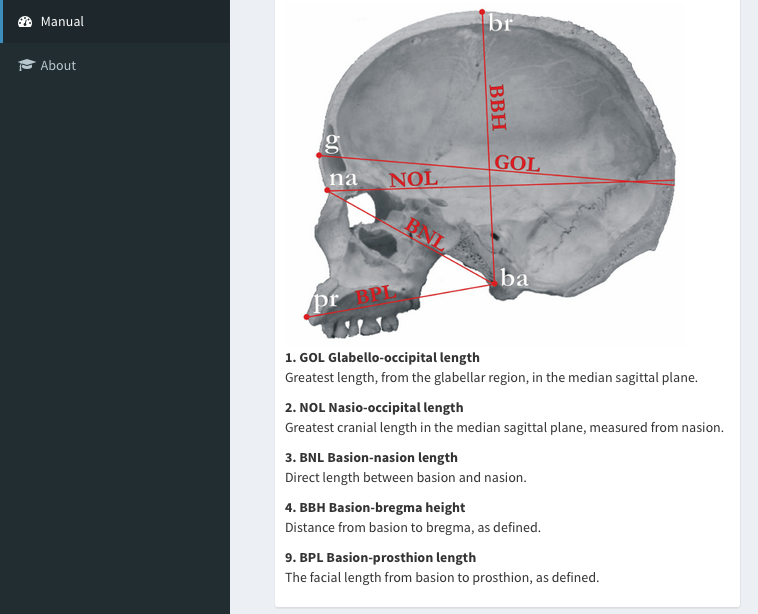 Manual
About
br
BBH
g
GOL
na
NOL
BNL
ba
pr
BPL
1. GOL Glabello-occipital length
Greatest length, from the glabellar region, in the median sagittal plane.
2. NOL Nasio-occipital length
Greatest cranial length in the median sagittal plane, measured from nasion.
3. BNL Basion-nasion length
Direct length between basion and nasion.
4. BBH Basion-bregma height
Distance from basion to bregma, as defined.
9. BPL Basion-prosthion length
The facial length from basion to prosthion, as defined.